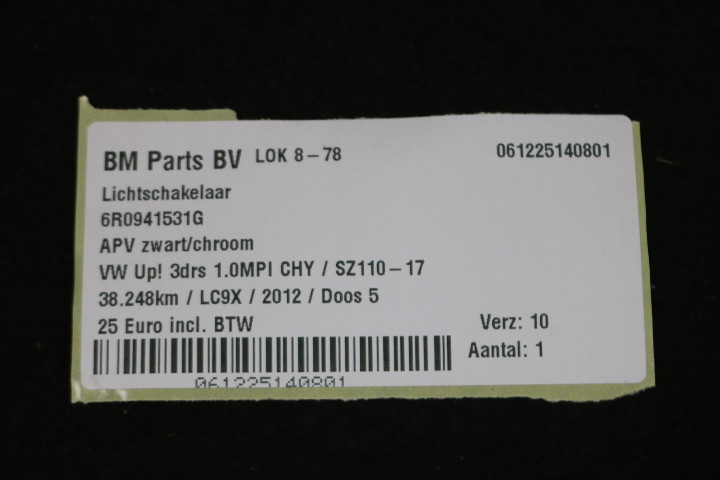 BM Parts BV LOK 8-78 061225140801
Lichtschakelaar
6R0941531G
APV zwart/chroom
VW Up! 3drs 1.0MPI CHY / SZ110-17
38.248km / LC9X / 2012 / Doos 5
25 Euro incl. BTW Verz: 10
Aantal: 1
061225140801